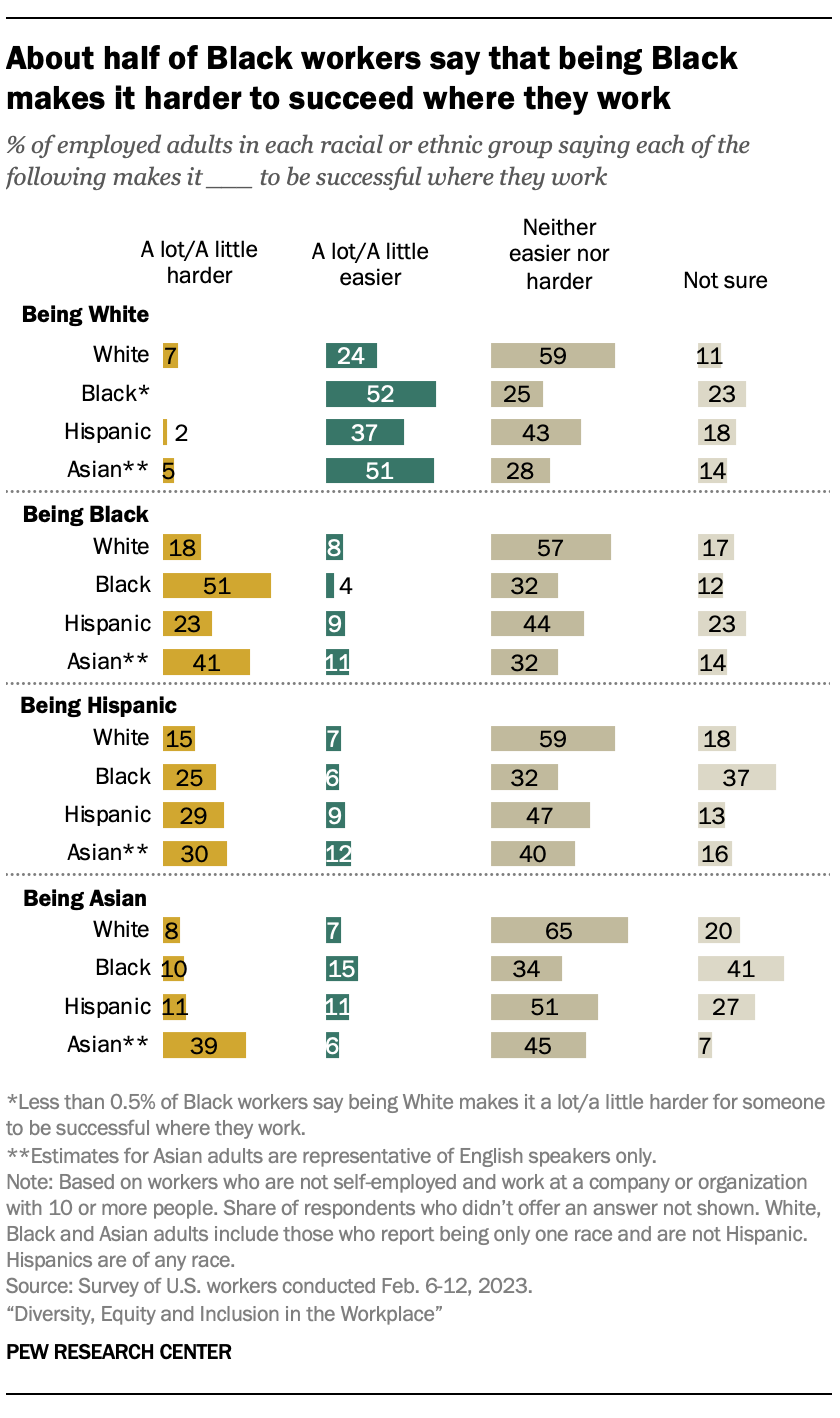 About half of Black workers say that being Black
makes it harder to succeed where they work
% of employed adults in each racial or ethnic group saying each of the
following makes it ___ to be successful where they work
A lot/A little
harder
A lot/A little
easier
Neither
easier nor
harder
Not sure
Being White
White 7 24 59 11
Black* 52 25 23
Hispanic 2 37 43 18
Asian** 5 51 28 14
Being Black
White 18 8 57 17
Black 51 4 32 12
Hispanic 23 9 44 23
Asian** 41 11 32 14
Being Hispanic
White 15 7 59 18
Black 25 6 32 37
Hispanic 29 9 47 13
Asian** 30 12 40 16
Being Asian
White 8 7 65 20
Black 10 15 34 41
Hispanic 11 11 51 27
Asian** 39 6 45 7
*Less than 0.5% of Black workers say being White makes it a lot/a little harder for someone
to be successful where they work.
**Estimates for Asian adults are representative of English speakers only.
Note: Based on workers who are not self-employed and work at a company or organization
with 10 or more people. Share of respondents who didn’t offer an answer not shown. White,
Black and Asian adults include those who report being only one race and are not Hispanic.
Hispanics are of any race.
Source: Survey of U.S. workers conducted Feb. 6-12, 2023.
“Diversity, Equity and Inclusion in the Workplace”
PEW RESEARCH CENTER